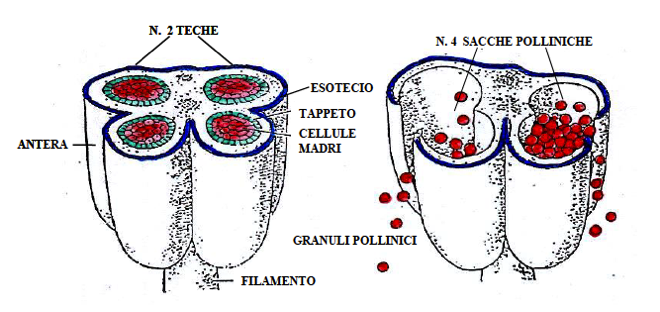 N. 2 TECHE
N. 4 SACCHE POLLINICHE
ESOTECIO
TAPPETO
CELLULE
MADRI
ANTERA
GRANULI POLLINICI
FILAMENTO